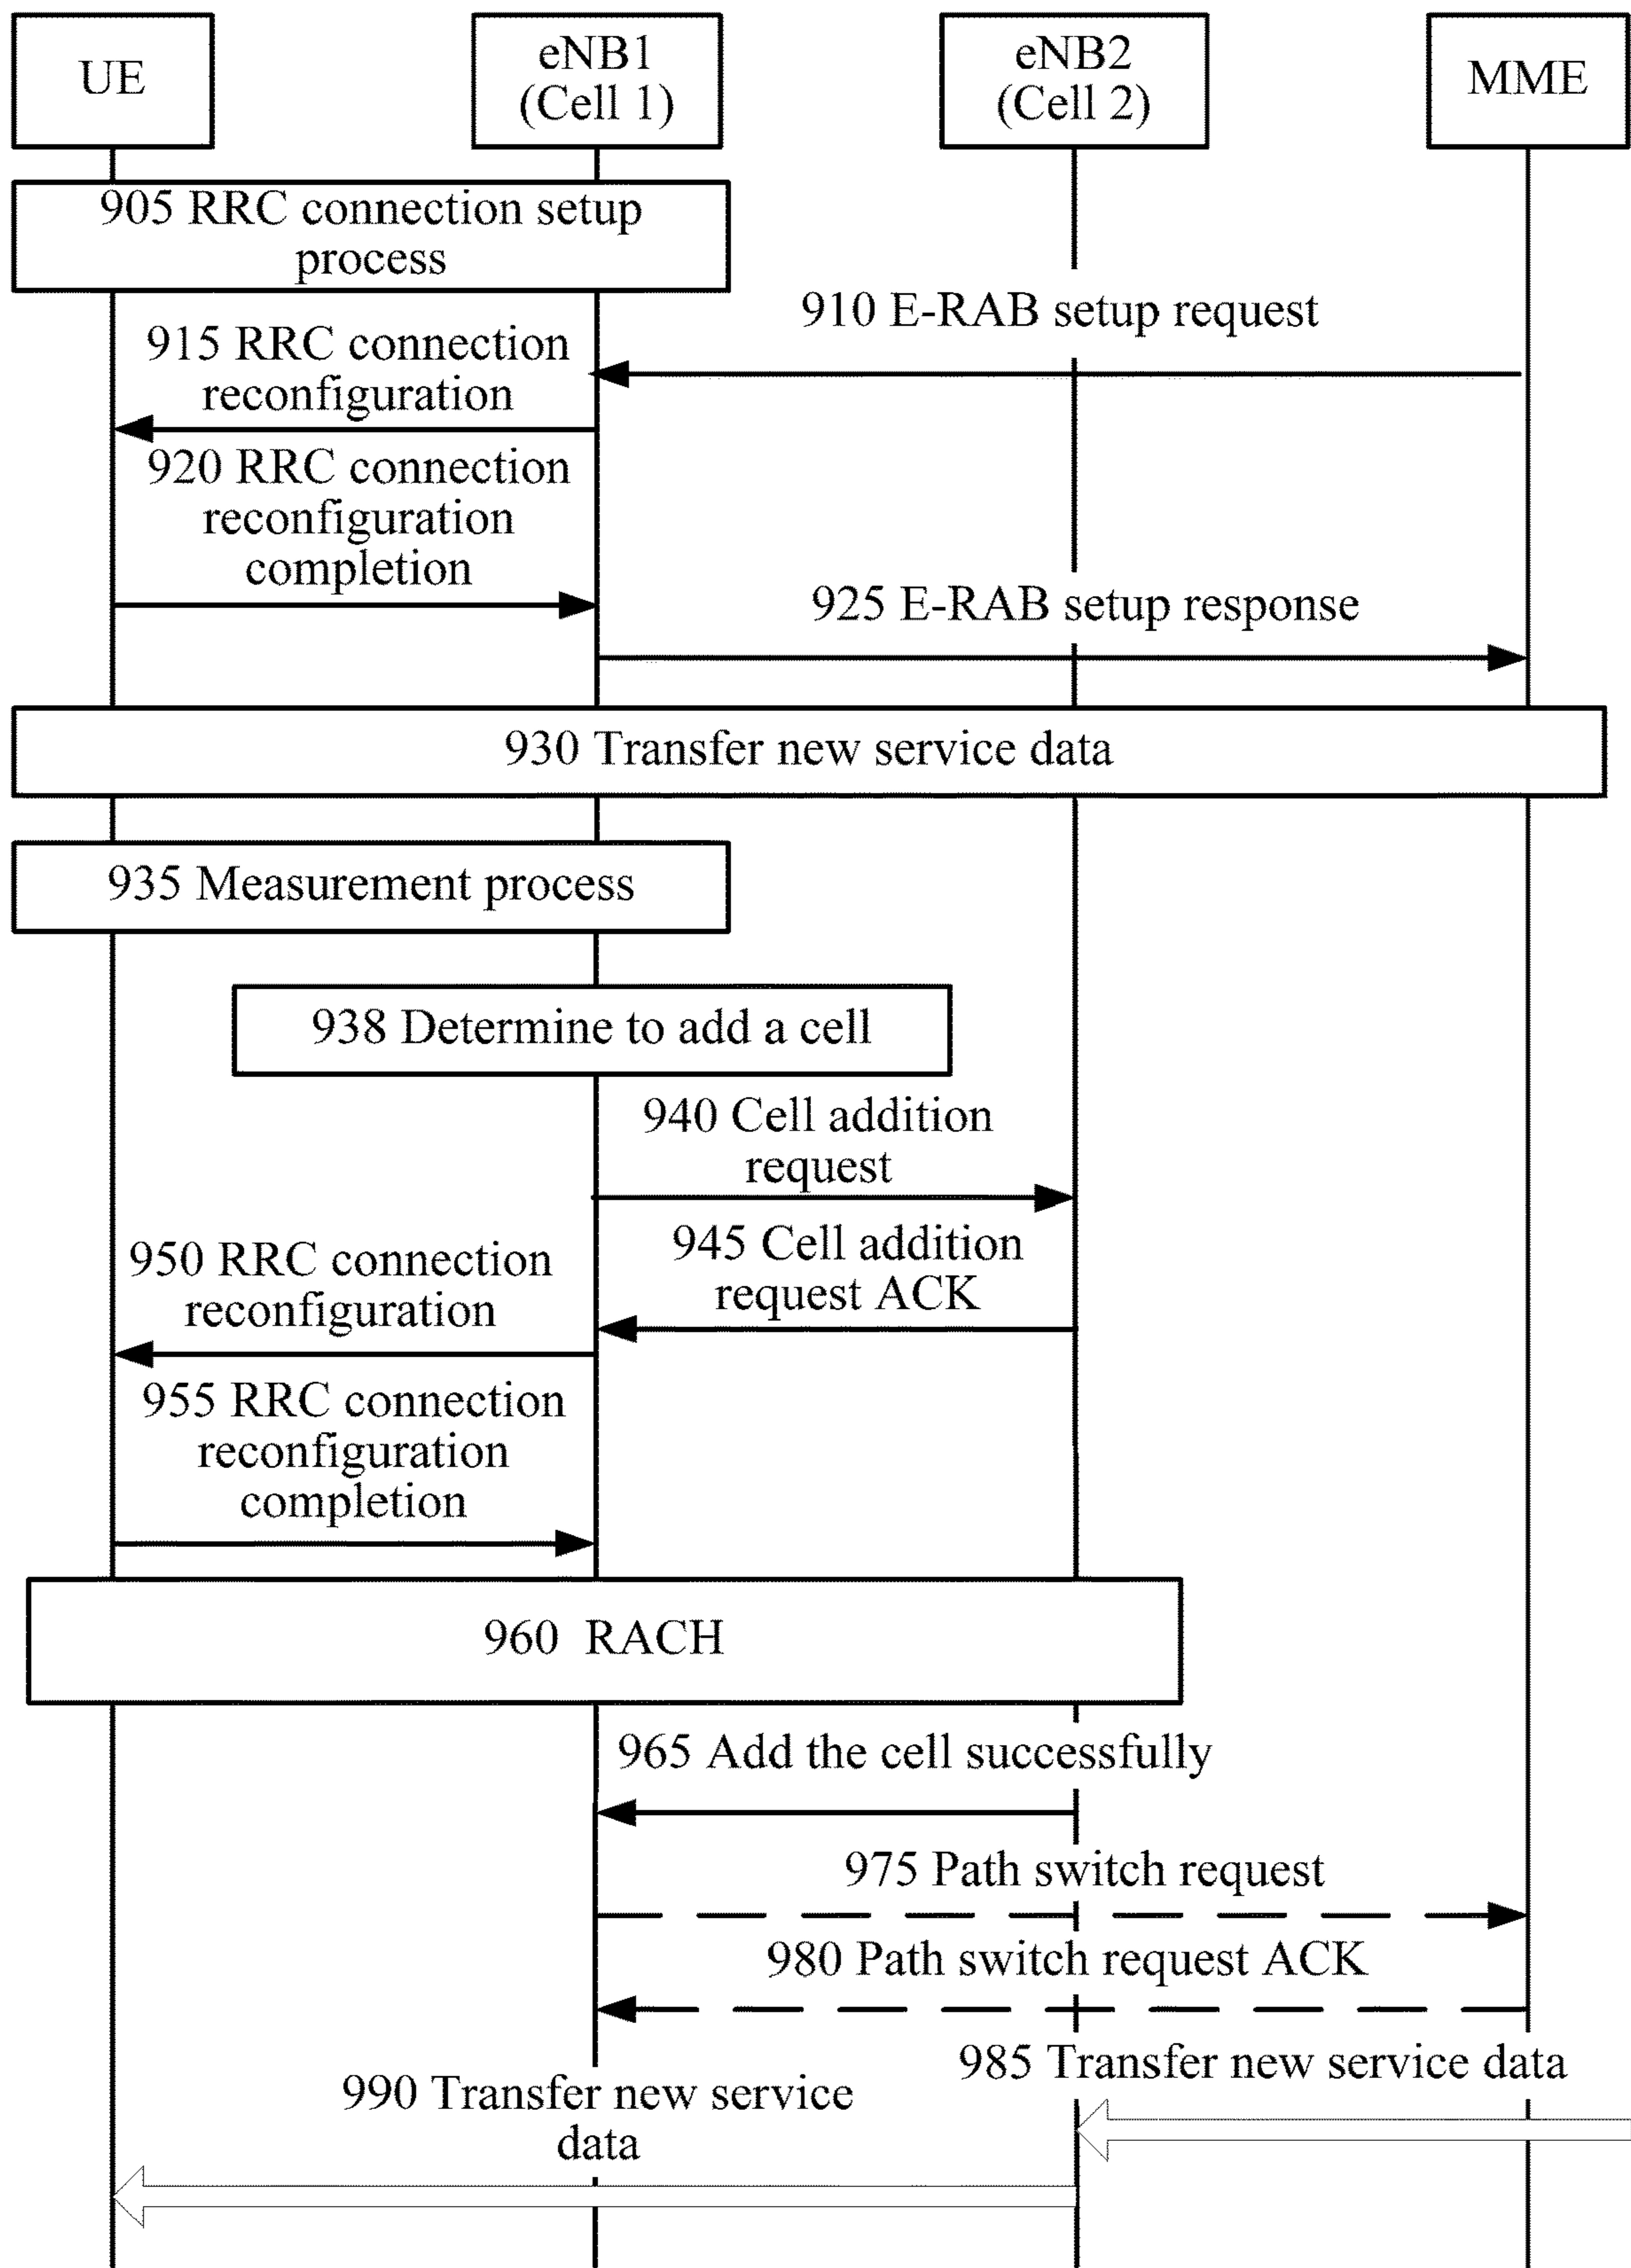 UE
eNB1
(Cell 1)
eNB2
(Cell 2)
MME
905 RRC connection setup
process
910 E-RAB setup request
915 RRC connection
reconfiguration
920 RRC connection
reconfiguration
completion
925 E-RAB setup response
930 Transfer new service data
935 Measurement process
938 Determine to add a cell
940 Cell addition
request
945 Cell addition
request ACK
950 RRC connection
reconfiguration
955 RRC connection
reconfiguration
completion
960 RACH
965 Add the cell successfully
975 Path switch request
980 Path switch request ACK
985 Transfer new service data
990 Transfer new service
data